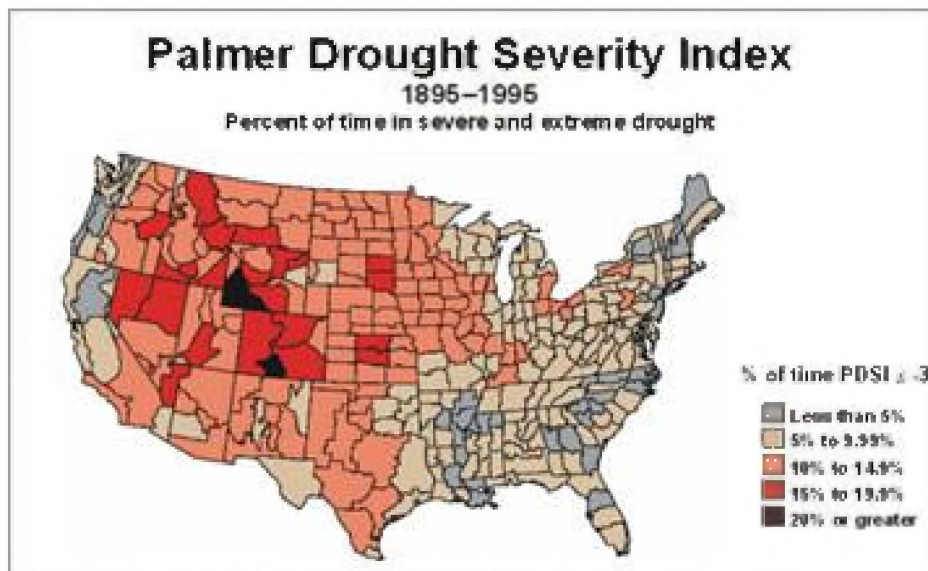 Palmer Drought Severity Index
1895–1995
Percent of time in severe and extreme drought
% of time PDSI ≤ -3
Less than 5%
5% to 9.99%
10% to 14.9%
15% to 19.9%
20% or greater